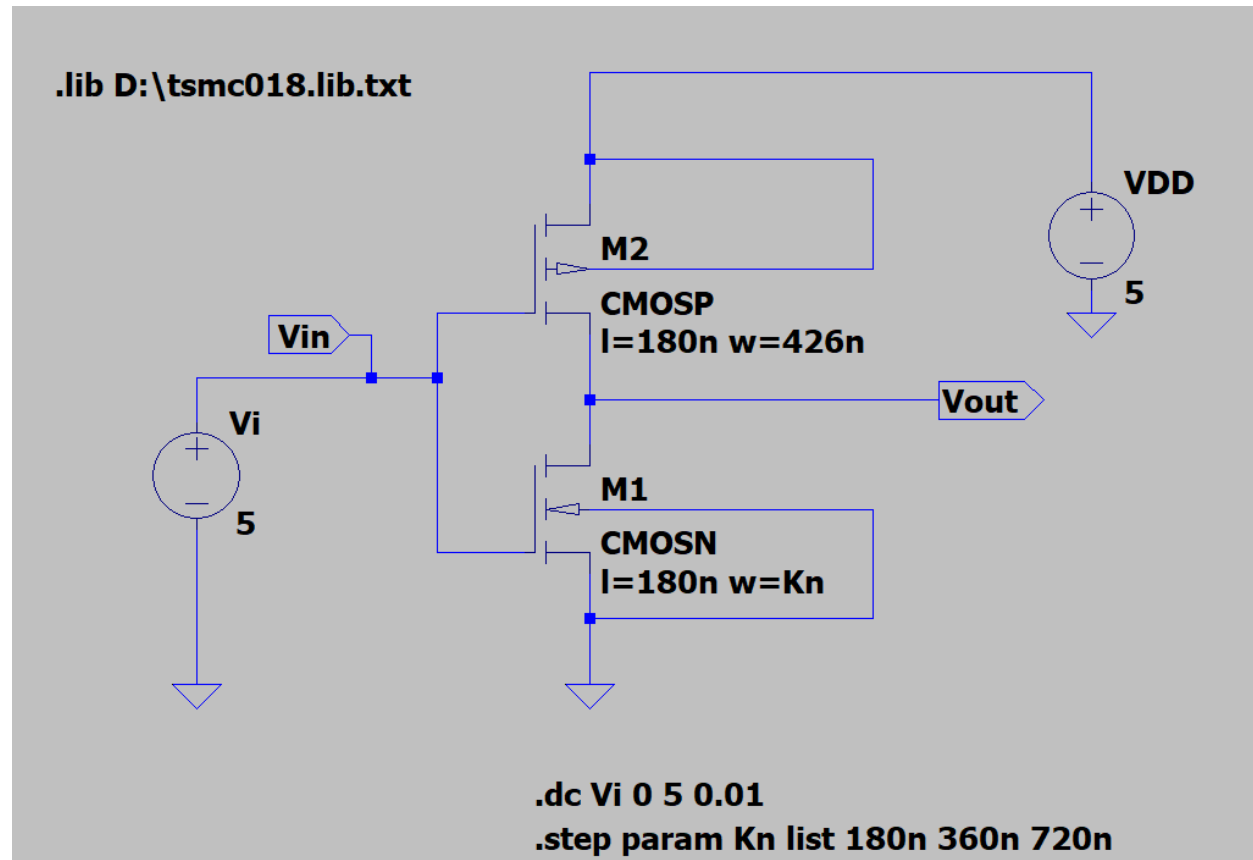 .lib D:\tsmc018.lib.txt
VDD
5
M2
CMOSP
l=180n w=426n
Vin
Vi
5
Vout
M1
CMOSN
l=180n w=Kn
.dc Vi 0 5 0.01
.step param Kn list 180n 360n 720n